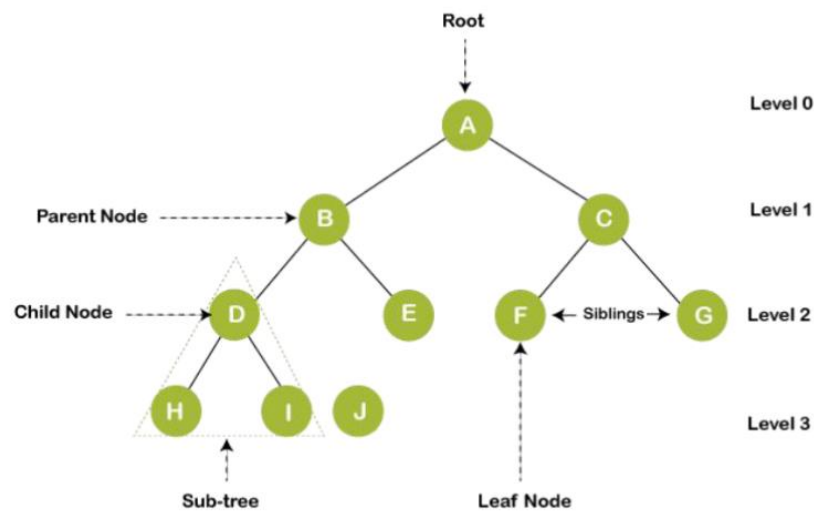 Root
Level 0
A
Parent Node
B
C
Level 1
Child Node
D
E
F
Siblings
G
Level 2
H
I
J
Level 3
Sub-tree
Leaf Node